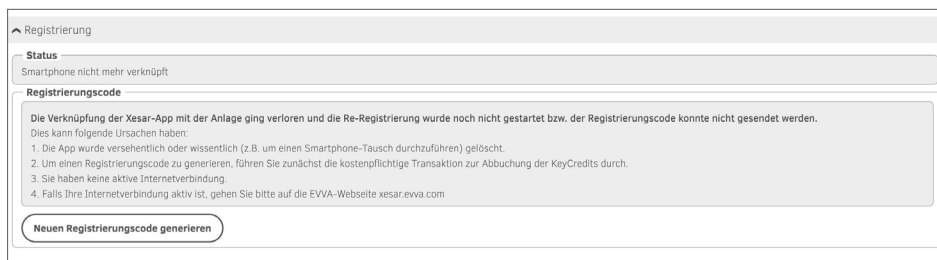 Registrierung
Status
Smartphone nicht mehr verknüpft
Registrierungscode
Die Verknüpfung der Xesar-App mit der Anlage ging verloren und die Re-Registrierung wurde noch nicht gestartet bzw. der Registrierungscode konnte nicht gesendet werden.
Dies kann folgende Ursachen haben:
1. Die App wurde versehentlich oder wissentlich (z.B. um einen Smartphone-Tausch durchzuführen) gelöscht.
2. Um einen Registrierungscode zu generieren, führen Sie zunächst die kostenpflichtige Transaktion zur Abbuchung der KeyCredits durch.
3. Sie haben keine aktive Internetverbindung.
4. Falls Ihre Internetverbindung aktiv ist, gehen Sie bitte auf die EVVA-Webseite xesar.evva.com
Neuen Registrierungscode generieren